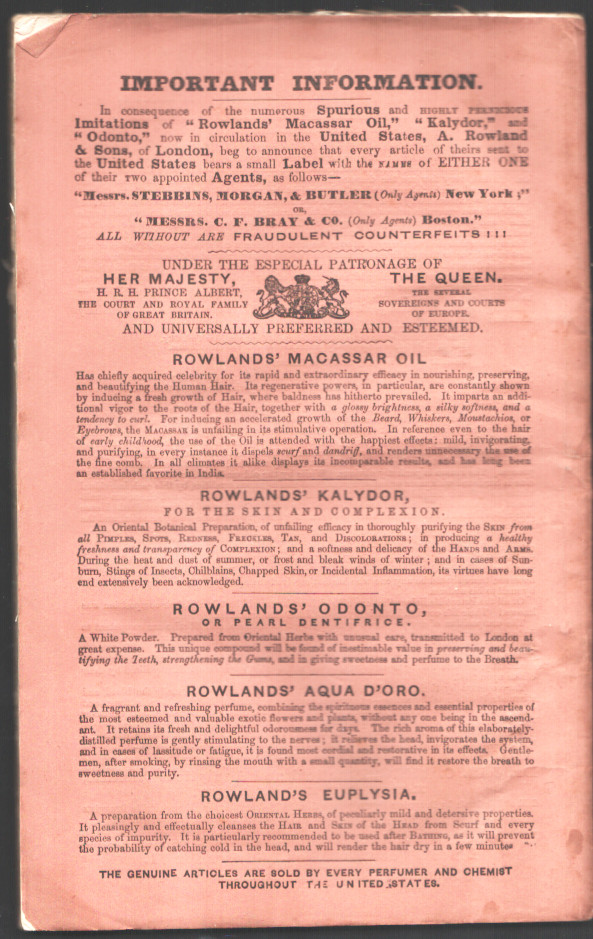 IMPORTANT INFORMATION.
In consequence of the numerous Spurious and HIGHLY PERNICIOUS
Imitations of "Rowlands' Macassar Oil," "Kalydor," and
"Odonto," now in circulation in the United States, A. Rowland
& Sons, of London, beg to announce that every article of theirs sent to
the United States bears a small Label with the NAMES of EITHER ONE
of their TWO appointed Agents, as follows—
"Messrs. STEBBINS, MORGAN, & BUTLER (Only Agents) New York;"
OR,
"MESSRS. C. F. BRAY & CO. (Only Agents) Boston."
ALL WITHOUT ARE FRAUDULENT COUNTERFEITS !!!
UNDER THE ESPECIAL PATRONAGE OF
HER MAJESTY, THE QUEEN.
H. R. H. PRINCE ALBERT, THE SEVERAL
THE COURT AND ROYAL FAMILY SOVEREIGNS AND COURTS
OF GREAT BRITAIN. OF EUROPE.
AND UNIVERSALLY PREFERRED AND ESTEEMED.
ROWLANDS' MACASSAR OIL
Has chiefly acquired celebrity for its rapid and extraordinary efficacy in nourishing, preserving,
and beautifying the Human Hair. Its regenerative powers, in particular, are constantly shown
by inducing a fresh growth of Hair, where baldness has hitherto prevailed. It imparts an addi-
tional vigor to the roots of the Hair, together with a glossy brightness, a silky softness, and a
tendency to curl. For inducing an accelerated growth of the Beard, Whiskers, Moustachios, or
Eyebrows, the MACASSAR is unfailing in its stimulative operation. In reference even to the hair
of early childhood, the use of the Oil is attended with the happiest effects: mild, invigorating,
and purifying, in every instance it dispels scurf and dandriff, and renders unnecessary the use of
the fine comb. In all climates it alike displays its incomparable results, and has long been
an established favorite in India.
ROWLANDS' KALYDOR,
FOR THE SKIN AND COMPLEXION.
An Oriental Botanical Preparation, of unfailing efficacy in thoroughly purifying the SKIN from
all PIMPLES, SPOTS, REDNESS, FRECKLES, TAN, and DISCOLORATIONS; in producing a healthy
freshness and transparency of COMPLEXION; and a softness and delicacy of the HANDS and ARMS.
During the heat and dust of summer, or frost and bleak winds of winter; and in cases of Sun-
burn, Stings of Insects, Chilblains, Chapped Skin, or Incidental Inflammation, its virtues have long
end extensively been acknowledged.
ROWLANDS' ODONTO,
OR PEARL DENTIFRICE.
A White Powder. Prepared from Oriental Herbs with unusual care, transmitted to London at
great expense. This unique compound will be found of inestimable value in preserving and beau-
tifying the Teeth, strengthening the Gums, and in giving sweetness and perfume to the Breath.
ROWLANDS' AQUA D'ORO.
A fragrant and refreshing perfume, combining the spirituous essences and essential properties of
the most esteemed and valuable exotic flowers and plants, without any one being in the ascend-
ant. It retains its fresh and delightful odorousness for days. The rich aroma of this elaborately-
distilled perfume is gently stimulating to the nerves; it relieves the head, invigorates the system,
and in cases of lassitude or fatigue, it is found most cordial and restorative in its effects. Gentle-
men, after smoking, by rinsing the mouth with a small quantity, will find it restore the breath to
sweetness and purity.
ROWLAND'S EUPLYSIA.
A preparation from the choicest ORIENTAL HERBS, of peculiarly mild and detersive properties.
It pleasingly and effectually cleanses the HAIR and SKIN of the HEAD from Scurf and every
species of impurity. It is particularly recommended to be used after BATHING, as it will prevent
the probability of catching cold in the head, and will render the hair dry in a few minutes
THE GENUINE ARTICLES ARE SOLD BY EVERY PERFUMER AND CHEMIST
THROUGHOUT THE UNITED STATES.